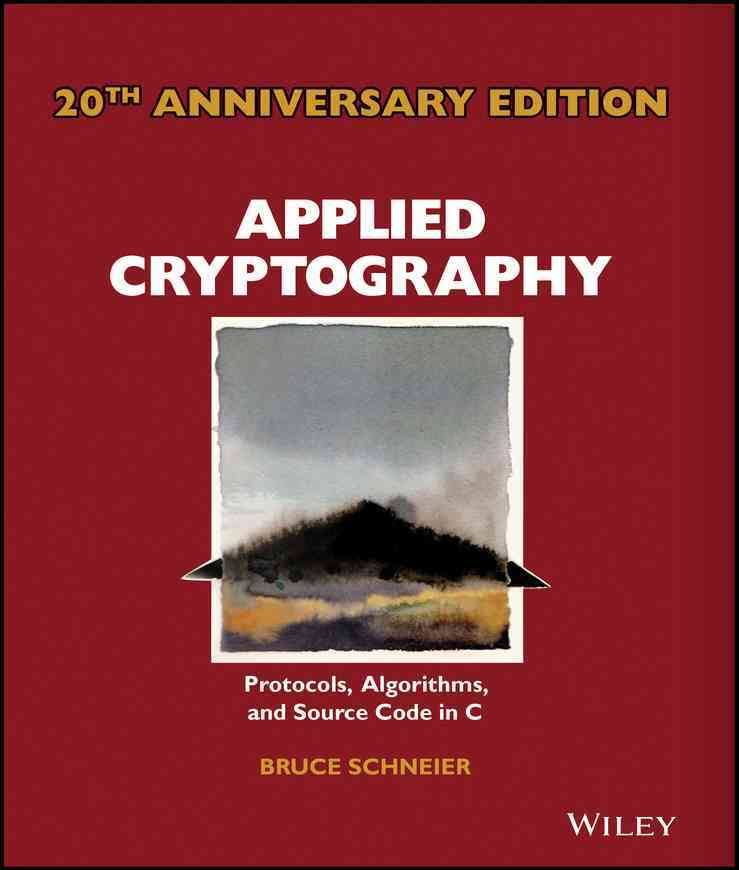 20TH ANNIVERSARY EDITION
APPLIED
CRYPTOGRAPHY
Protocols, Algorithms,
and Source Code in C
BRUCE SCHNEIER
WILEY